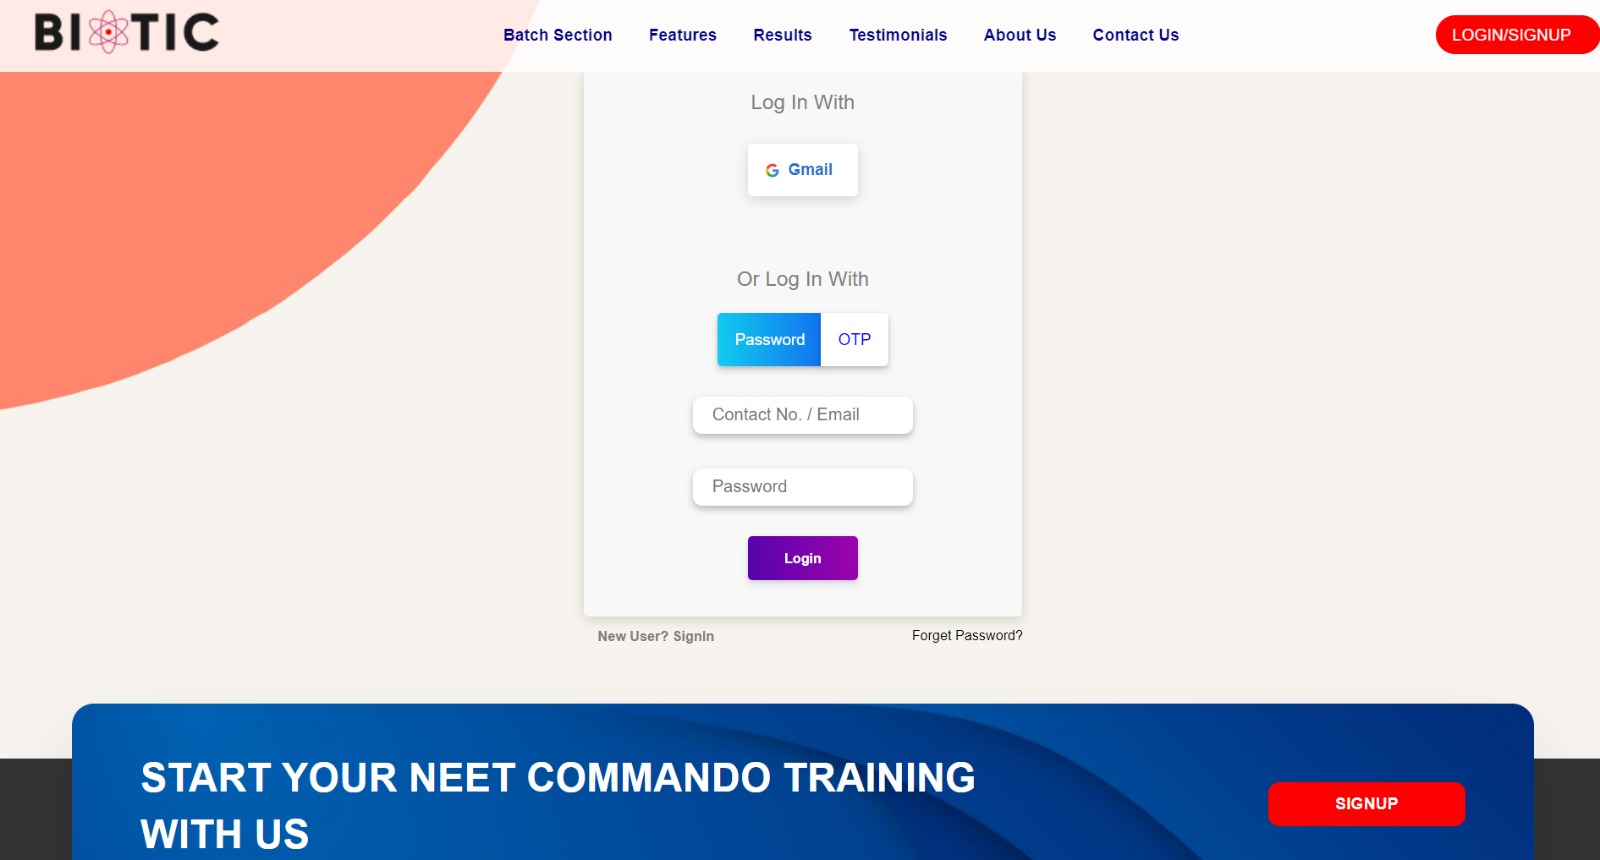 BIOTIC
Batch Section
Features
Results
Testimonials
About Us
Contact Us
LOGIN/SIGNUP
Log In With
Gmail
Or Log In With
Password
OTP
Contact No. / Email
Password
Login
New User? SignIn
Forget Password?
START YOUR NEET COMMANDO TRAINING
WITH US
SIGNUP